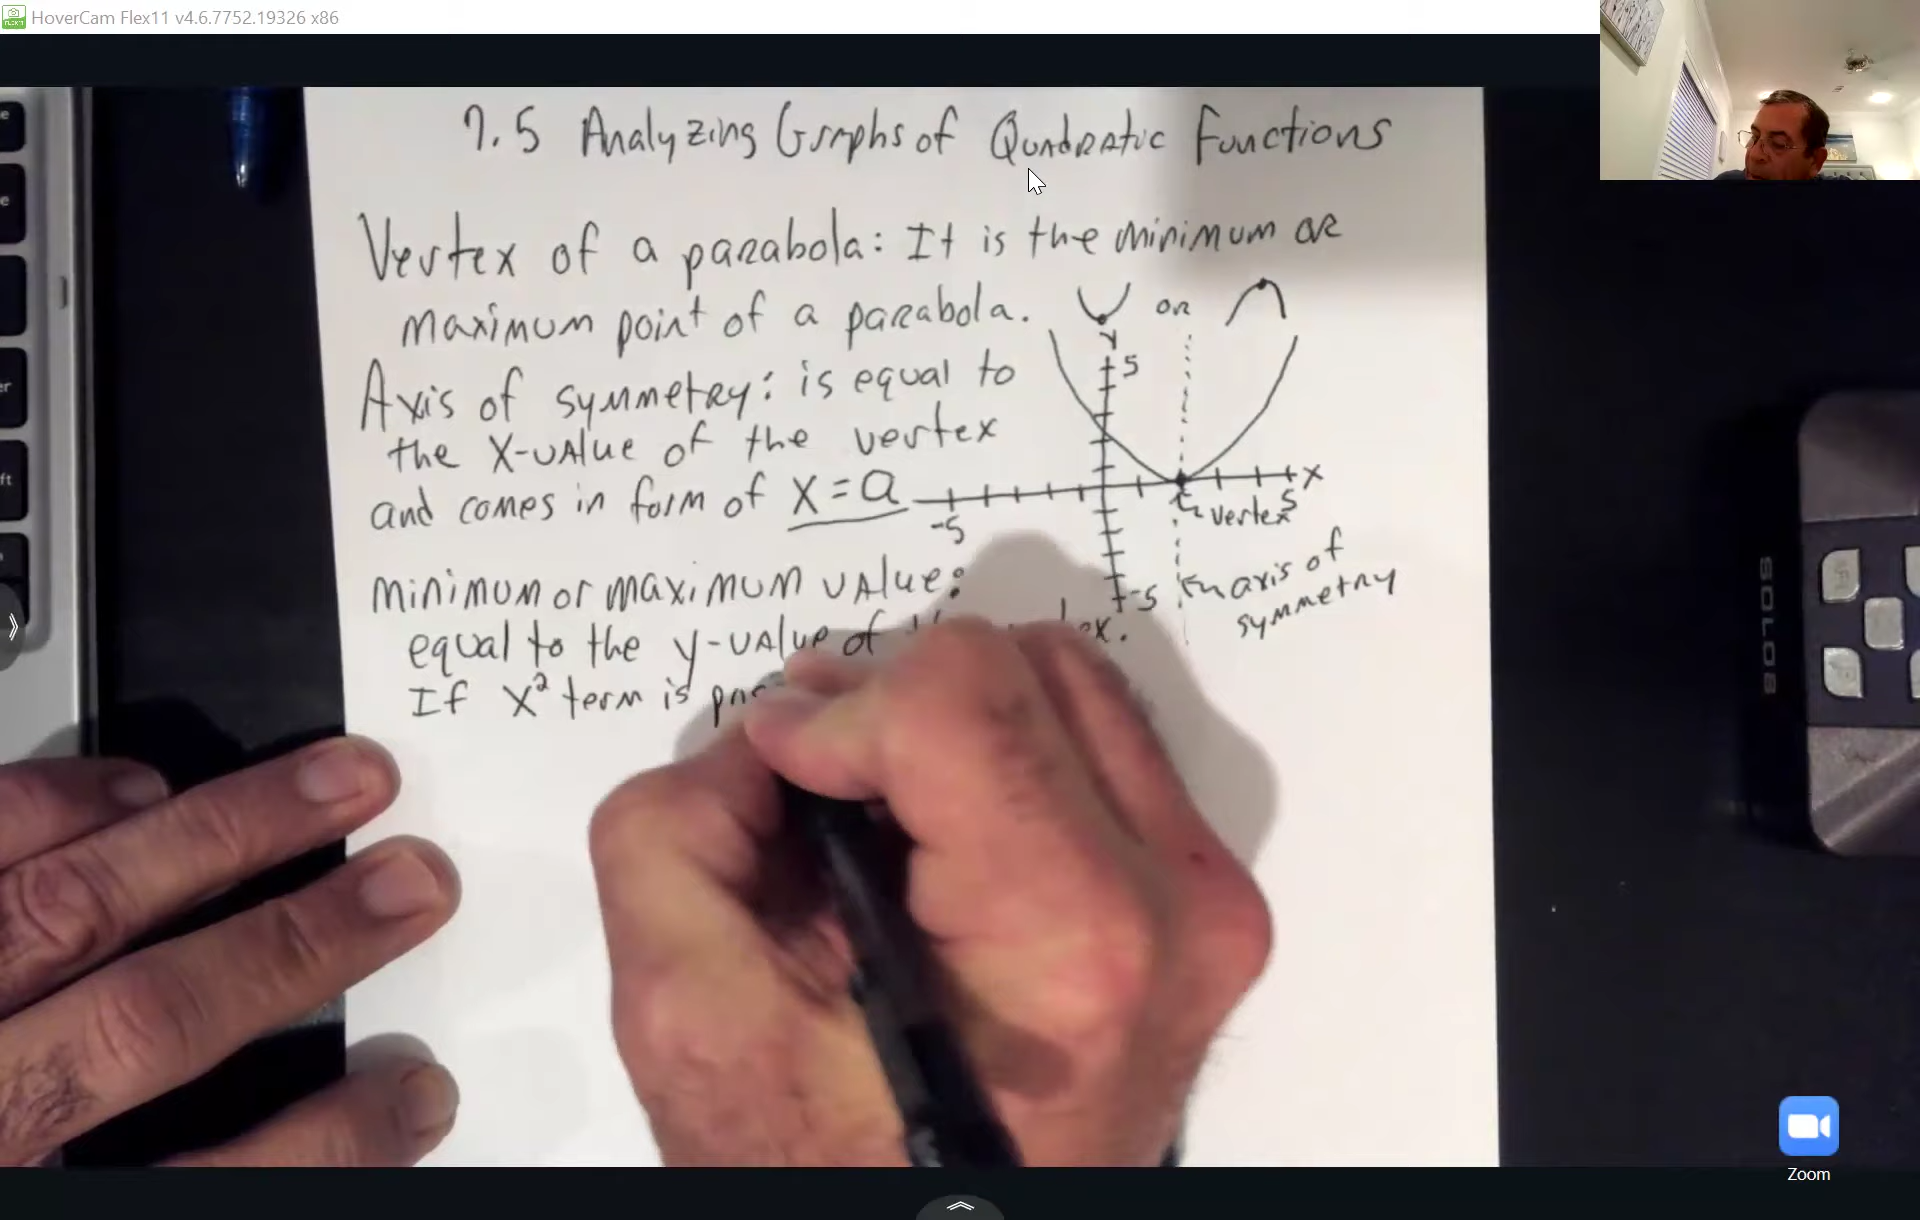 HoverCam Flex11 v4.6.7752.19326 x86
7.5 Analyzing Graphs of Quadratic Functions
Vertex of a parabola: It is the minimum or
maximum point of a parabola. or
Axis of symmetry: is equal to
the x-value of the vertex
and comes in form of x = a
y
5
x
-5
5
vertex
-5
axis of
symmetry
minimum or maximum value:
equal to the y-value of
If x² term is
SOLOS
Zoom